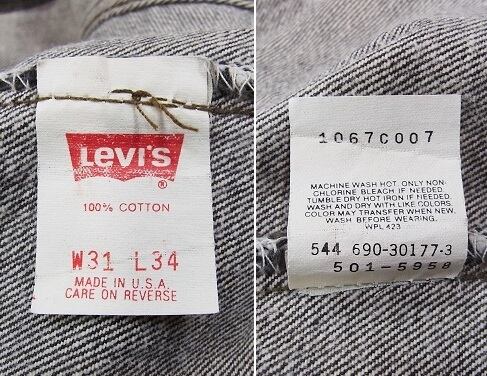 Levi's
®
100% COTTON
W31 L34
MADE IN U.S.A.
CARE ON REVERSE
1067C007
MACHINE WASH HOT. ONLY NON-
CHLORINE BLEACH IF NEEDED.
TUMBLE DRY HOT IRON IF NEEDED.
WASH AND DRY WITH LIKE COLORS.
COLOR MAY TRANSFER WHEN NEW.
WASH BEFORE WEARING.
WPL 423
544 690-30177-3
501-5958